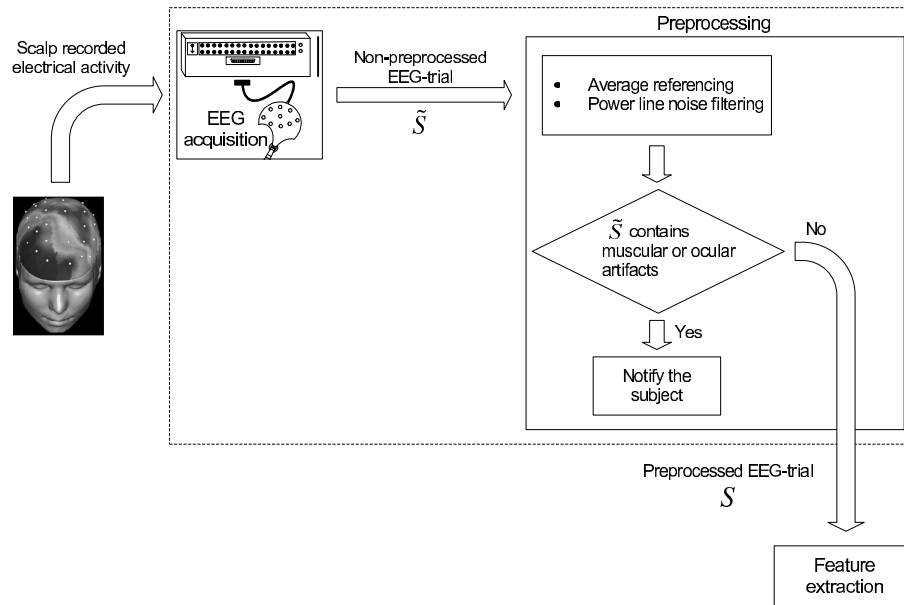 Preprocessing
Scalp recorded
electrical activity
EEG
acquisition
Non-preprocessed
EEG-trial
S̃
• Average referencing
• Power line noise filtering
S̃ contains
muscular or ocular
artifacts
No
Yes
Notify the
subject
Preprocessed EEG-trial
S
Feature
extraction